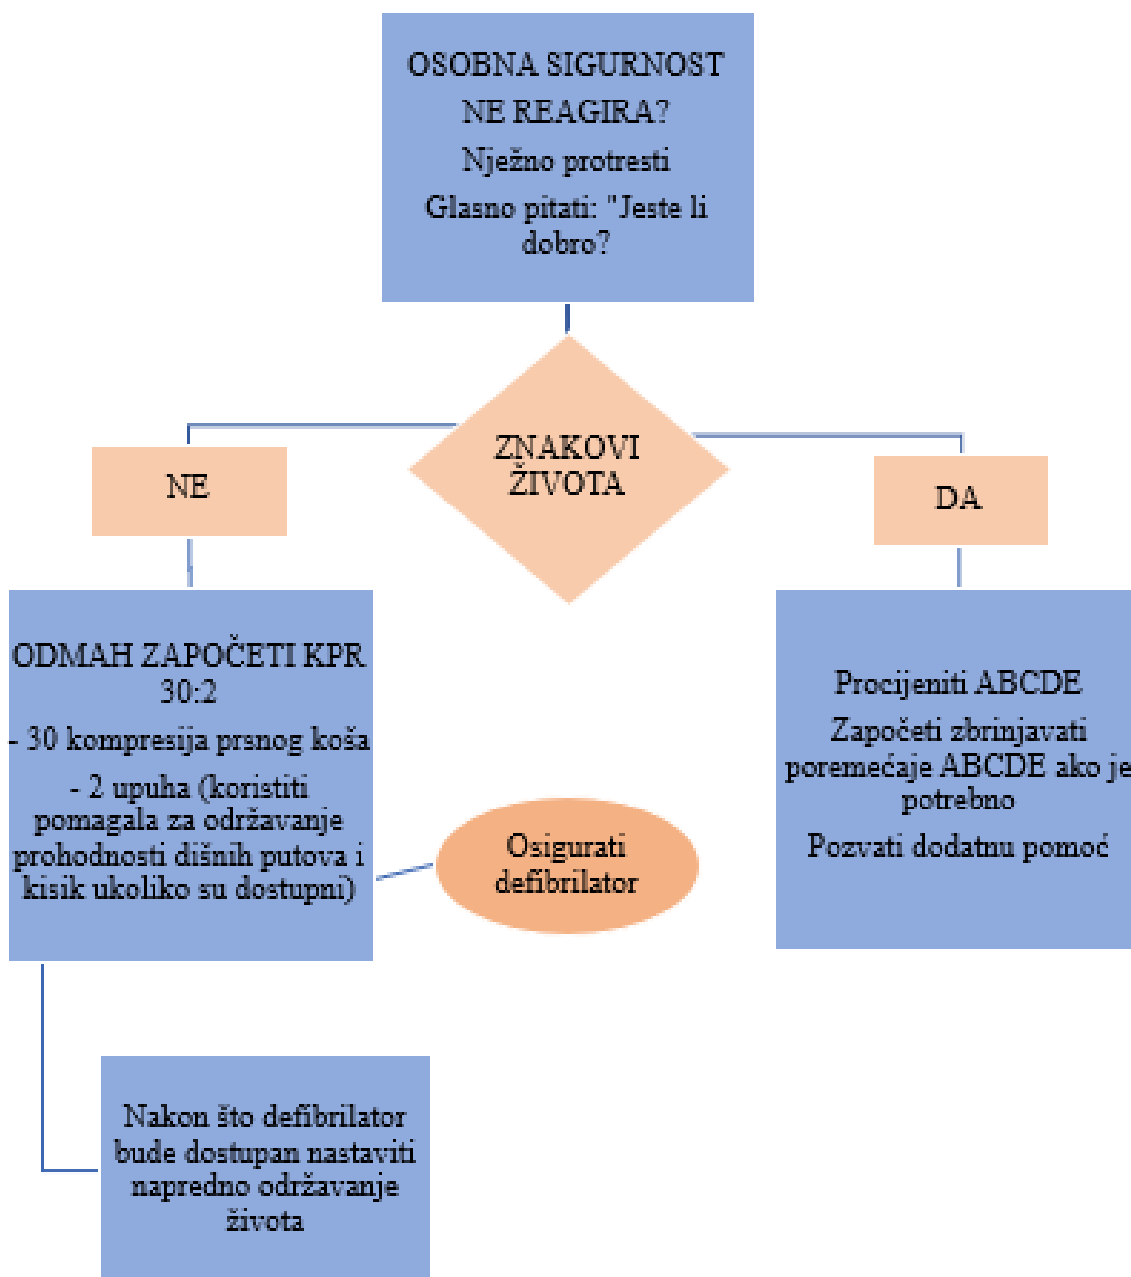 OSOBNA SIGURNOST
NE REAGIRA?
Nježno protresti
Glasno pitati: "Jeste li
dobro?
ZNAKOVI
ŽIVOTA
NE
DA
ODMAH ZAPOČETI KPR
30:2
- 30 kompresija prsnog koša
- 2 upuha (koristiti
pomagala za održavanje
prohodnosti dišnih putova i
kisik ukoliko su dostupni)
Osigurati
defibrilator
Procijeniti ABCDE
Započeti zbrinjavati
poremećaje ABCDE ako je
potrebno
Pozvati dodatnu pomoć
Nakon što defibrilator
bude dostupan nastaviti
napredno održavanje
života